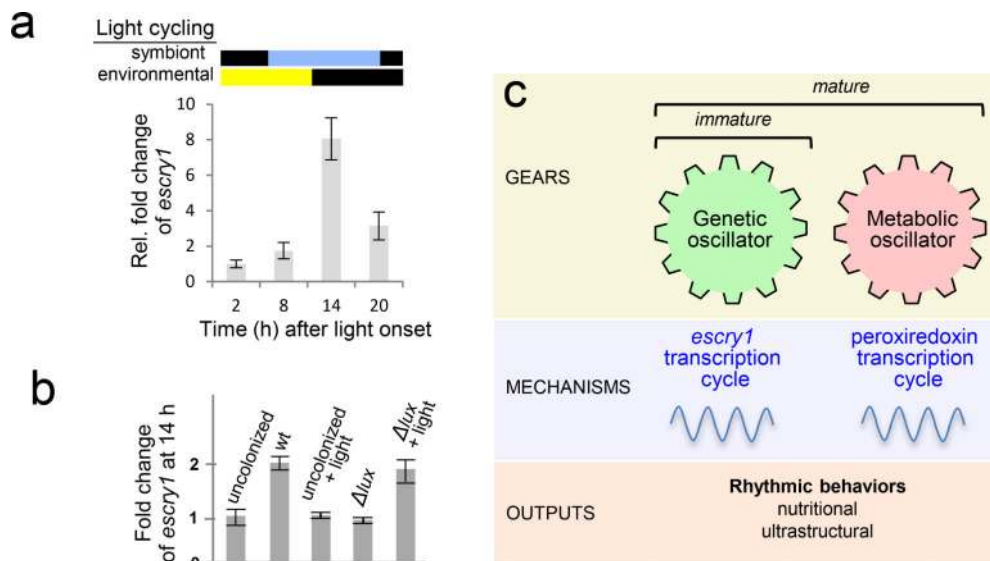 a
Light cycling
symbiont
environmental
Rel. fold change
of escry1
10
8
6
4
2
0
2 8 14 20
Time (h) after light onset
b
Fold change
of escry1 at 14 h
2
1
0
uncolonized
wt
uncolonized
+ light
Δlux
Δlux
+ light
c
mature
immature
GEARS
Genetic
oscillator
Metabolic
oscillator
MECHANISMS
escry1
transcription
cycle
peroxiredoxin
transcription
cycle
OUTPUTS
Rhythmic behaviors
nutritional
ultrastructural